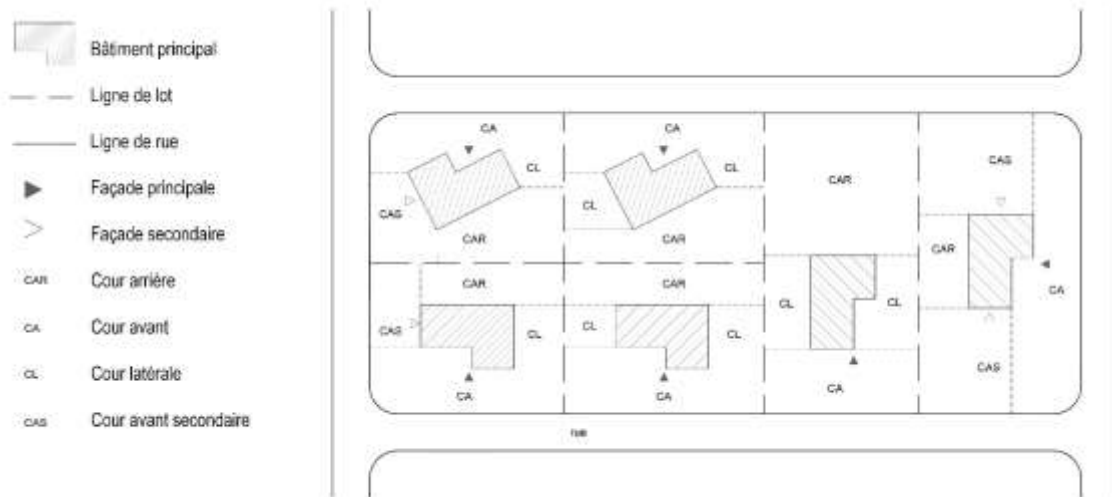 Bâtiment principal
Ligne de lot
Ligne de rue
Façade principale
Façade secondaire
CAR Cour arrière
CA Cour avant
CL Cour latérale
CAS Cour avant secondaire
CA
CA
CAS
CL
CL
CAR
CAS
CL
CAR
CAR
CAR
CAR
CAR
CA
CL
CL
CAS
CL
CL
CL
CAS
CA
CA
CA
rue